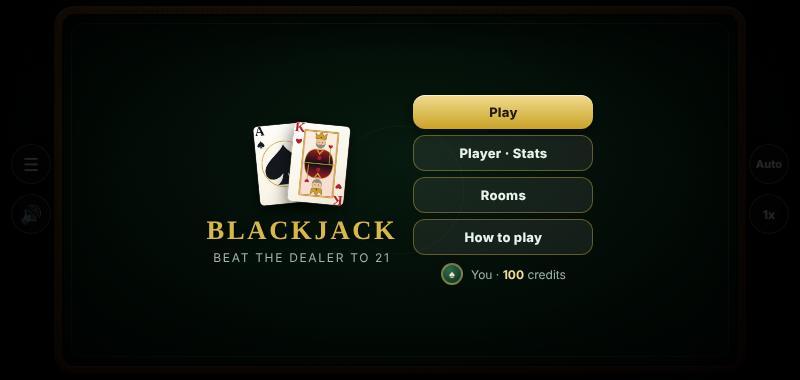 A
K
K
BLACKJACK
BEAT THE DEALER TO 21
Play
Player · Stats
Rooms
How to play
You · 100 credits
Auto
1x